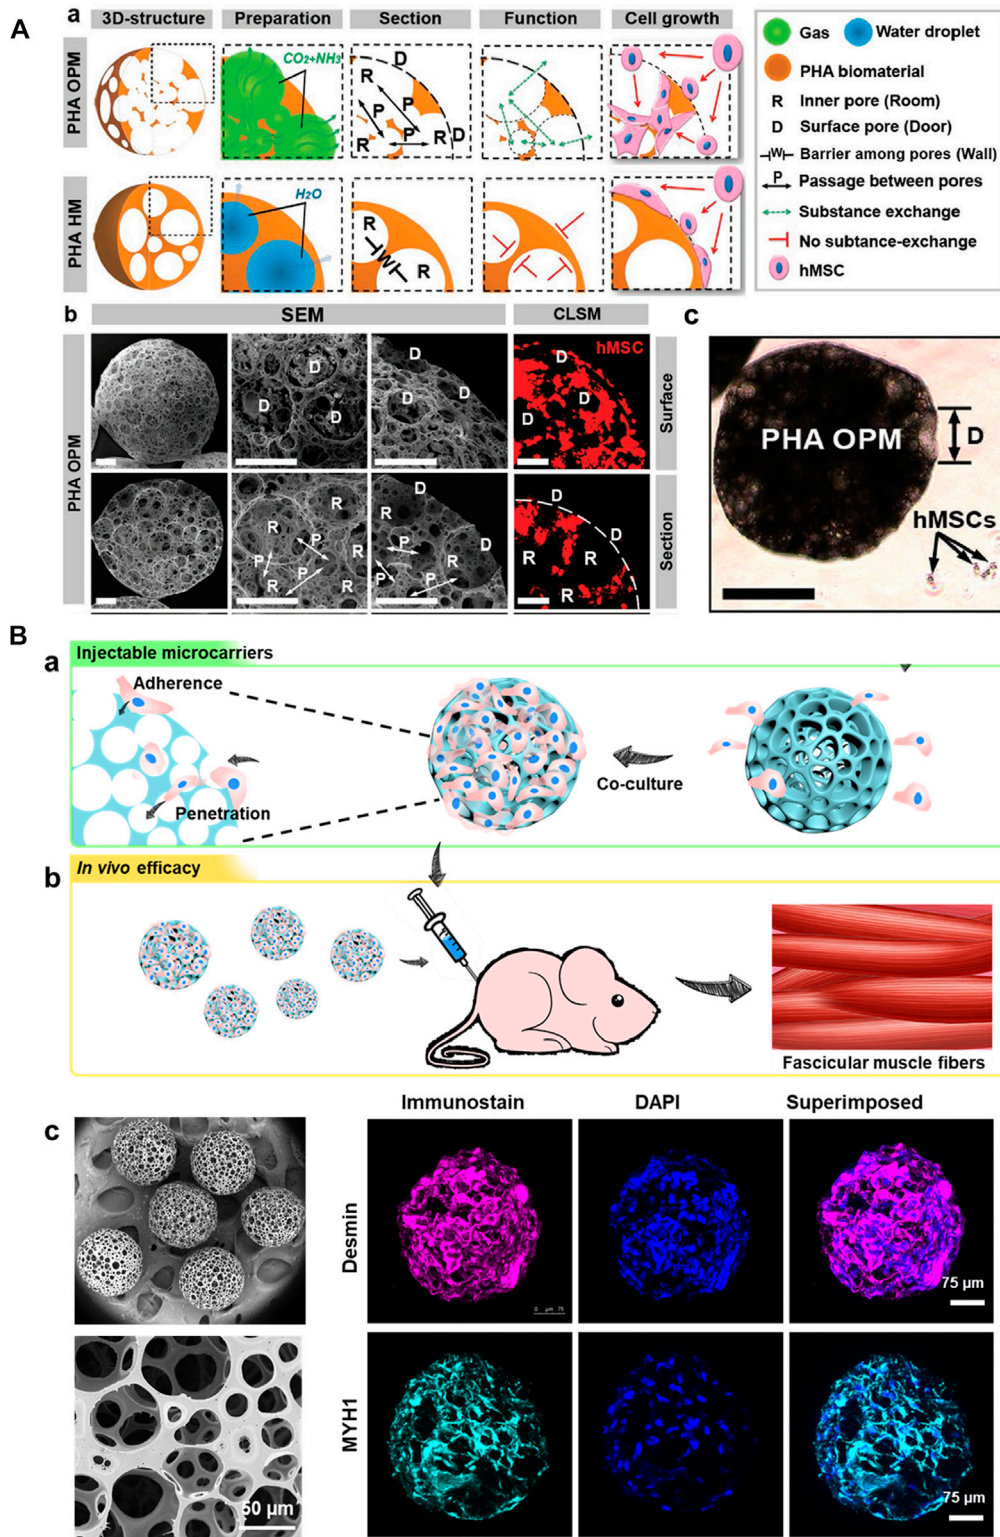 A
a
3D-structure
Preparation
Section
Function
Cell growth
PHA OPM
CO2+NH3
R
D
P
P
R
R
D
PHA HM
H2O
R
W
R
Gas
Water droplet
PHA biomaterial
R Inner pore (Room)
D Surface pore (Door)
W Barrier among pores (Wall)
P Passage between pores
Substance exchange
No subtance-exchange
hMSC
b
SEM
CLSM
PHA OPM
D
D
D
D
D
D
D
hMSC
D
D
D
Surface
R
P
R
P
R
R
D
R
P
R
D
P
R
D
D
R
R
R
Section
c
PHA OPM
D
hMSCs
B
a
Injectable microcarriers
Adherence
Penetration
Co-culture
b
In vivo efficacy
Fascicular muscle fibers
c
50 μm
Immunostain
DAPI
Superimposed
Desmin
0 μm 75
75 μm
MYH1
75 μm